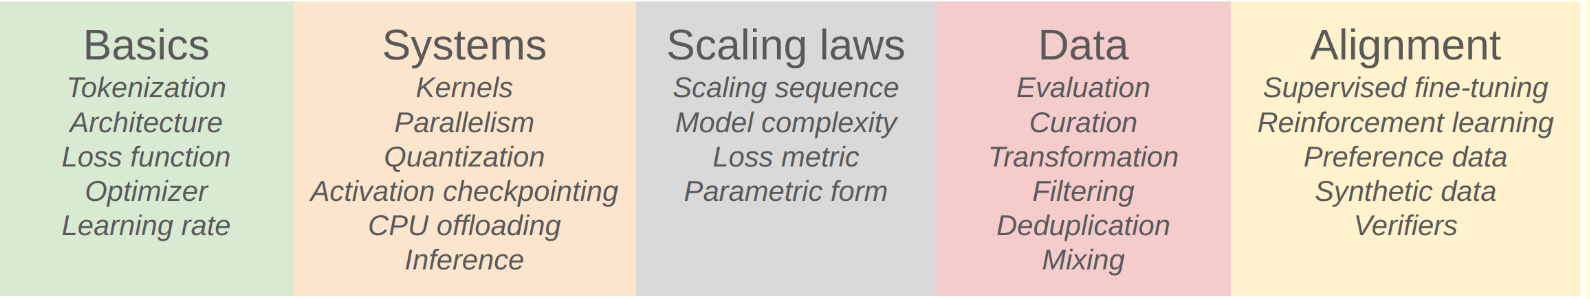 Basics
Tokenization
Architecture
Loss function
Optimizer
Learning rate
Systems
Kernels
Parallelism
Quantization
Activation checkpointing
CPU offloading
Inference
Scaling laws
Scaling sequence
Model complexity
Loss metric
Parametric form
Data
Evaluation
Curation
Transformation
Filtering
Deduplication
Mixing
Alignment
Supervised fine-tuning
Reinforcement learning
Preference data
Synthetic data
Verifiers